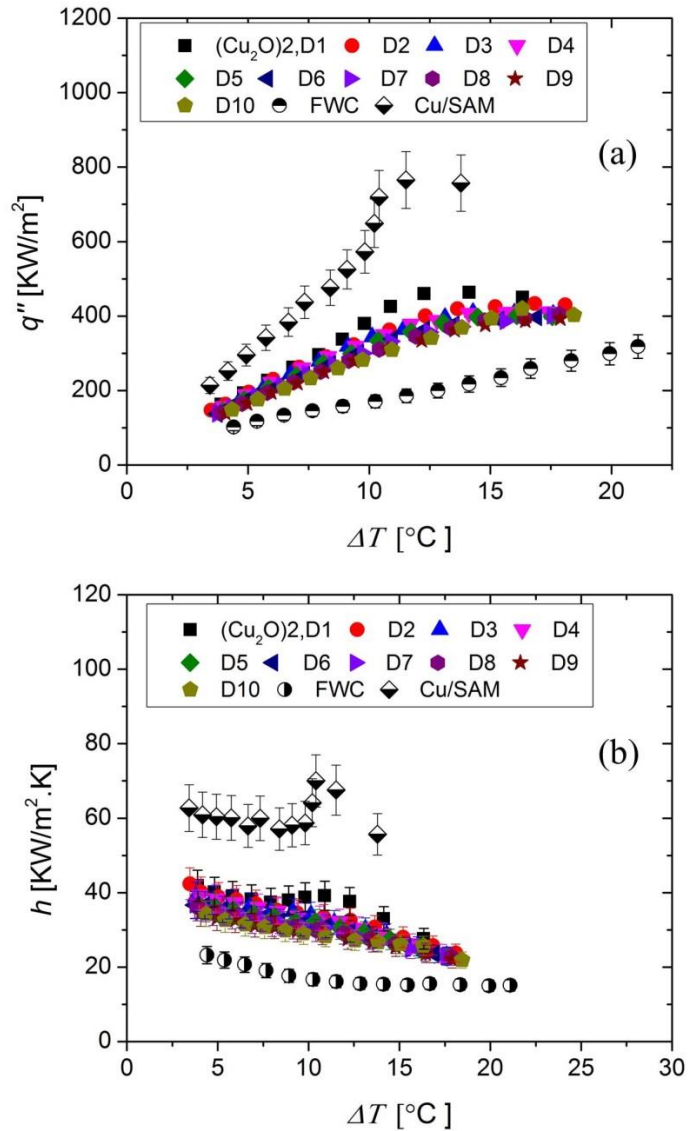 1200
(Cu₂O)2,D1 D2 D3 D4
1000
D5 D6 D7 D8 D9
D10 FWC Cu/SAM
800
(a)
q″ [KW/m²]
600
400
200
0
0 5 10 15 20
ΔT [°C]
120
(Cu₂O)2,D1 D2 D3 D4
100
D5 D6 D7 D8 D9
D10 FWC Cu/SAM
80
(b)
h [KW/m².K]
60
40
20
0
0 5 10 15 20 25 30
ΔT [°C]